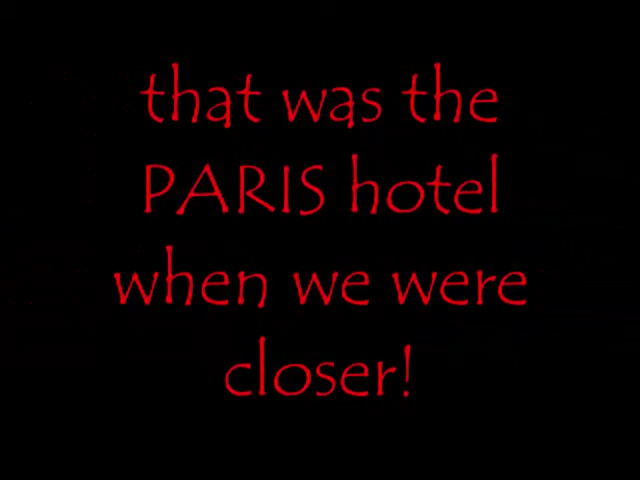 that was the
PARIS hotel
when we were
closer!